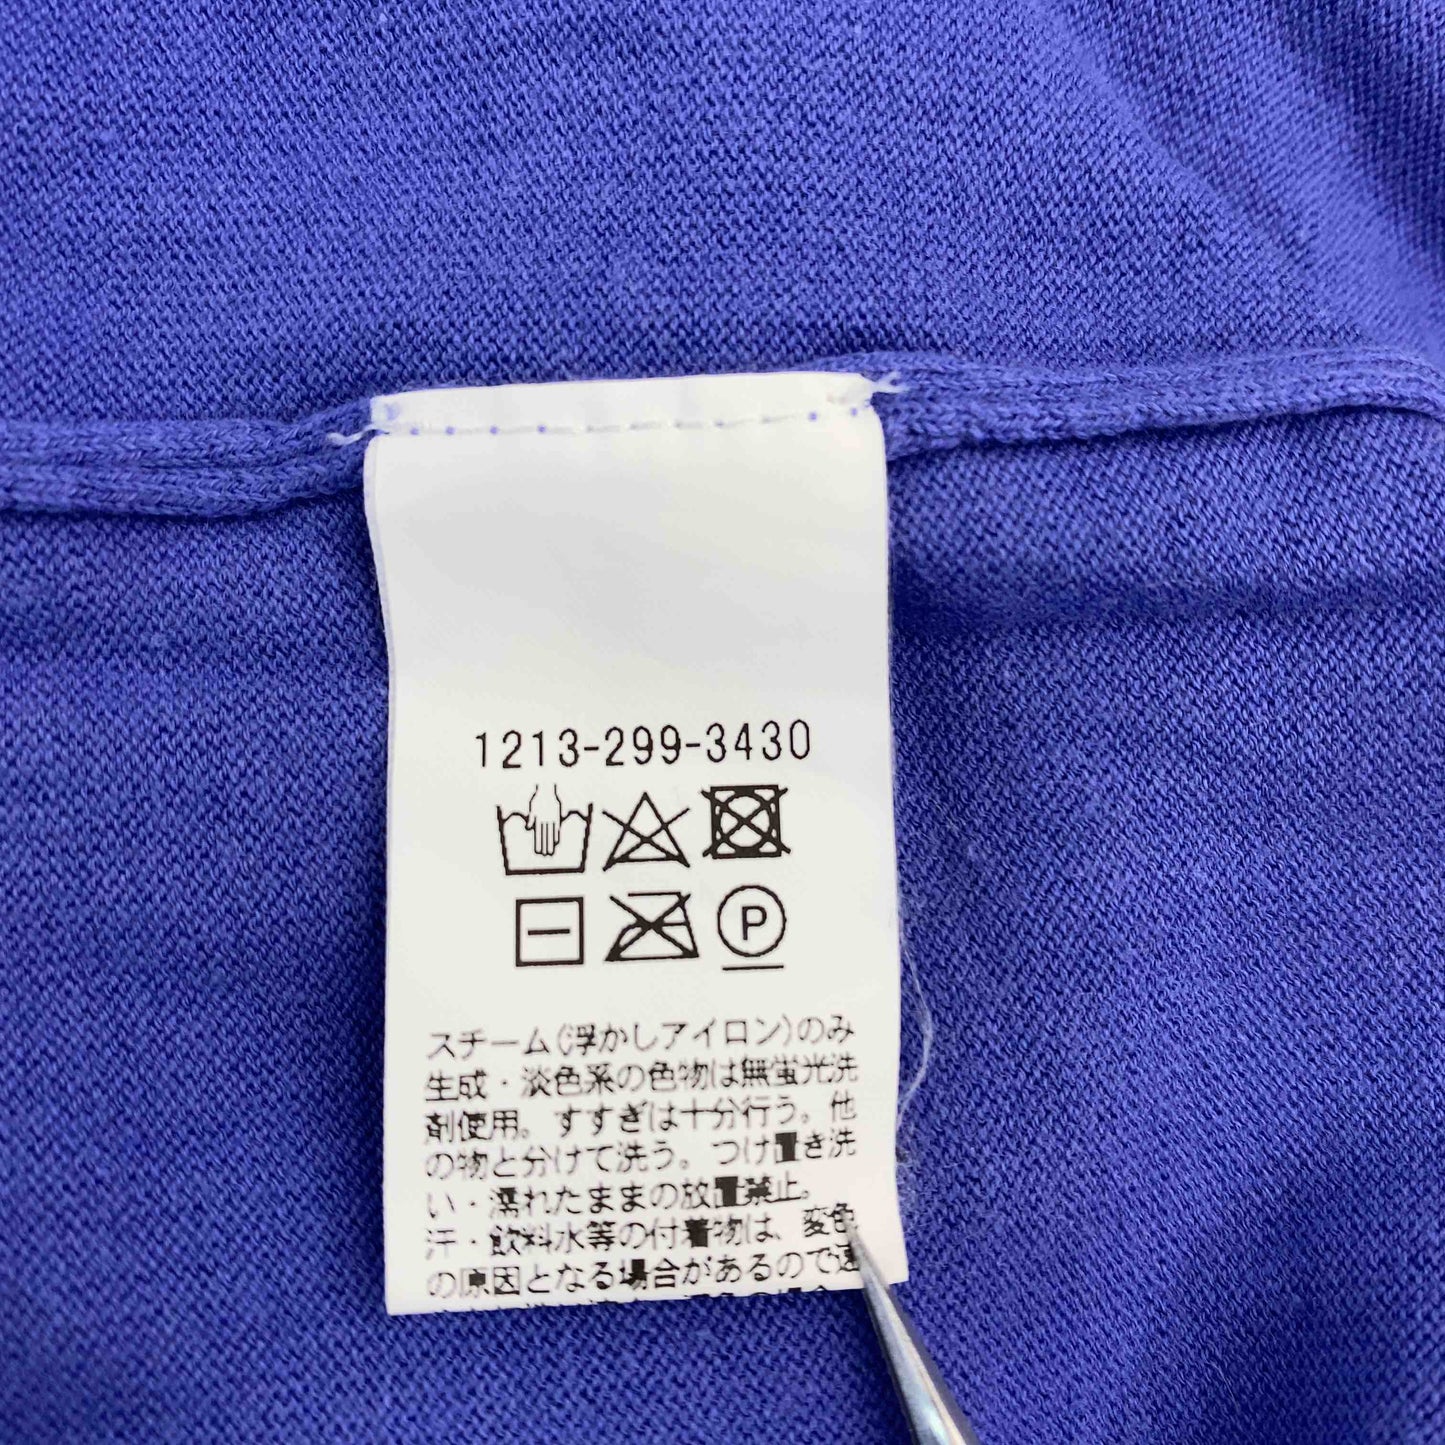 1213-299-3430
P
スチーム(浮かしアイロン)のみ
生成・淡色系の色物は無蛍光洗
剤使用。すすぎは十分行う。他
の物と分けて洗う。つけ置き洗
い・濡れたままの放置禁止。
汗・飲料水等の付着物は、変色
の原因となる場合があるので速